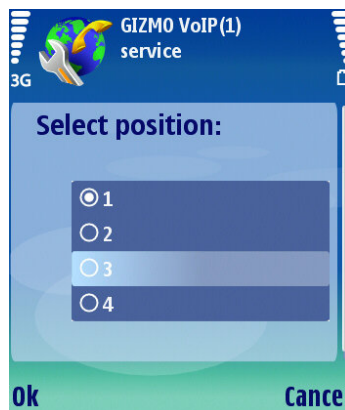 GIZMO VoIP(1)
service
3G
Select position:
1
2
3
4
Ok Cance